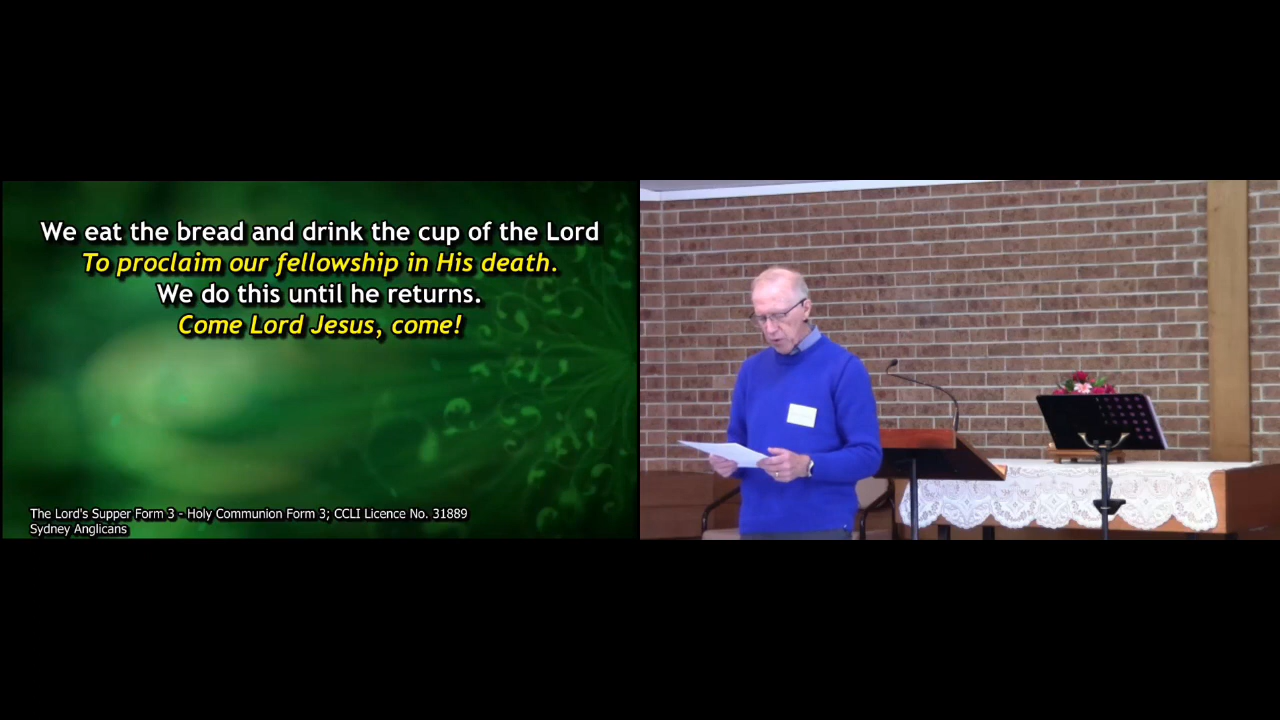 We eat the bread and drink the cup of the Lord
To proclaim our fellowship in His death.
We do this until he returns.
Come Lord Jesus, come!
The Lord's Supper Form 3 - Holy Communion Form 3; CCLI Licence No. 31889
Sydney Anglicans